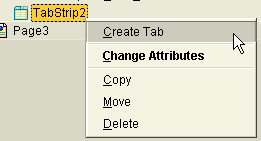 TabStrip2
Page3
Create Tab
Change Attributes
Copy
Move
Delete